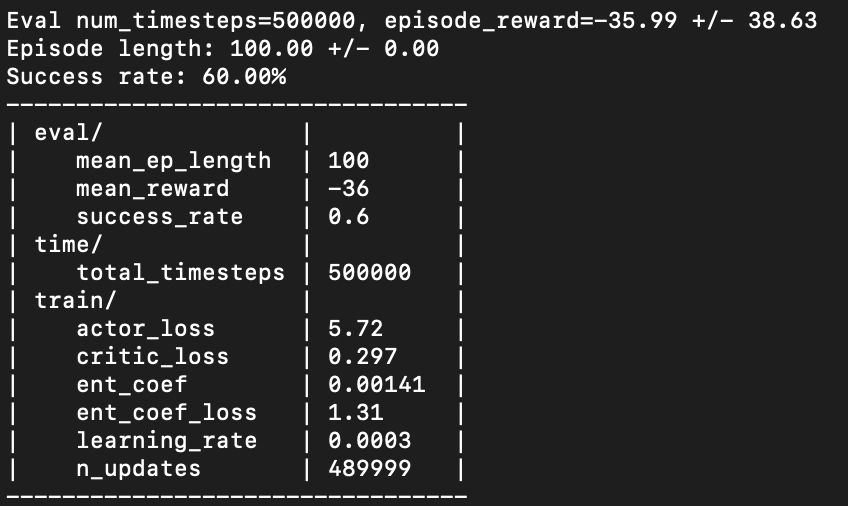 Eval num_timesteps=500000, episode_reward=-35.99 +/- 38.63
Episode length: 100.00 +/- 0.00
Success rate: 60.00%
---------------------------------
| eval/              |          |
|    mean_ep_length  | 100      |
|    mean_reward     | -36      |
|    success_rate    | 0.6      |
| time/              |          |
|    total_timesteps | 500000   |
| train/             |          |
|    actor_loss      | 5.72     |
|    critic_loss     | 0.297    |
|    ent_coef        | 0.00141  |
|    ent_coef_loss   | 1.31     |
|    learning_rate   | 0.0003   |
|    n_updates       | 489999   |
---------------------------------